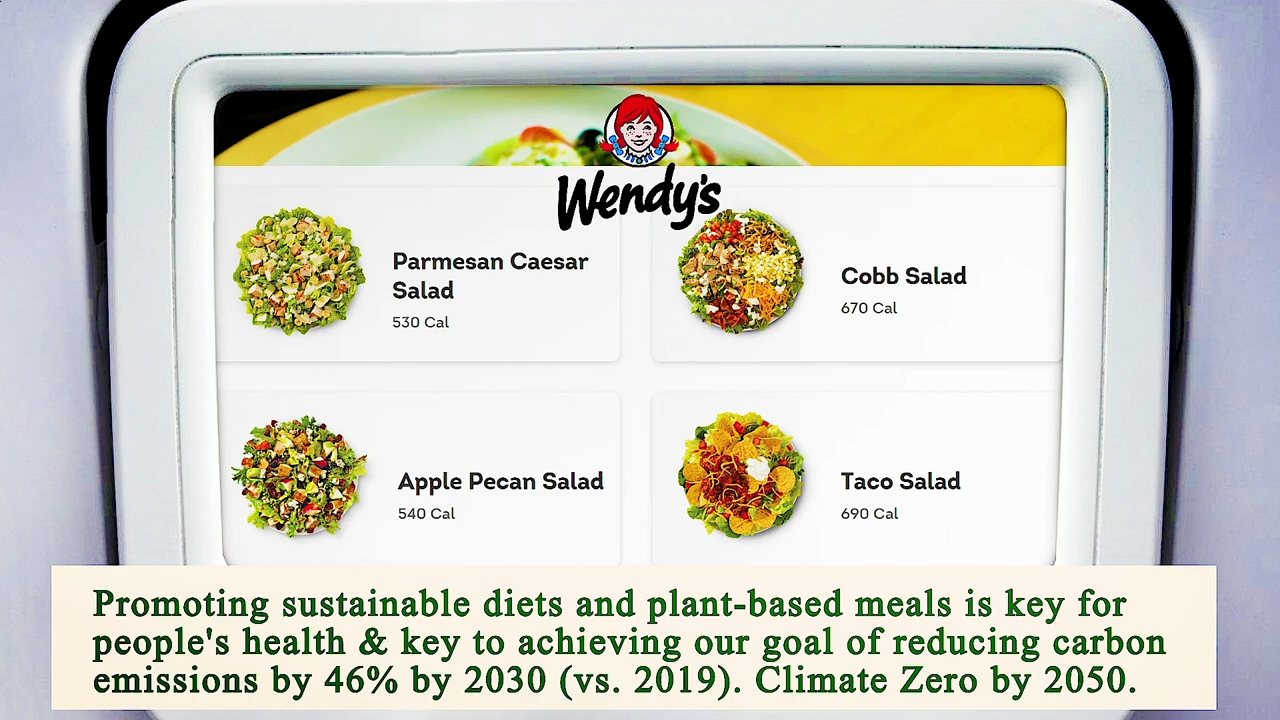 Wendy's
Parmesan Caesar
Salad
530 Cal
Cobb Salad
670 Cal
Apple Pecan Salad
540 Cal
Taco Salad
690 Cal
Promoting sustainable diets and plant-based meals is key for
people's health & key to achieving our goal of reducing carbon
emissions by 46% by 2030 (vs. 2019). Climate Zero by 2050.